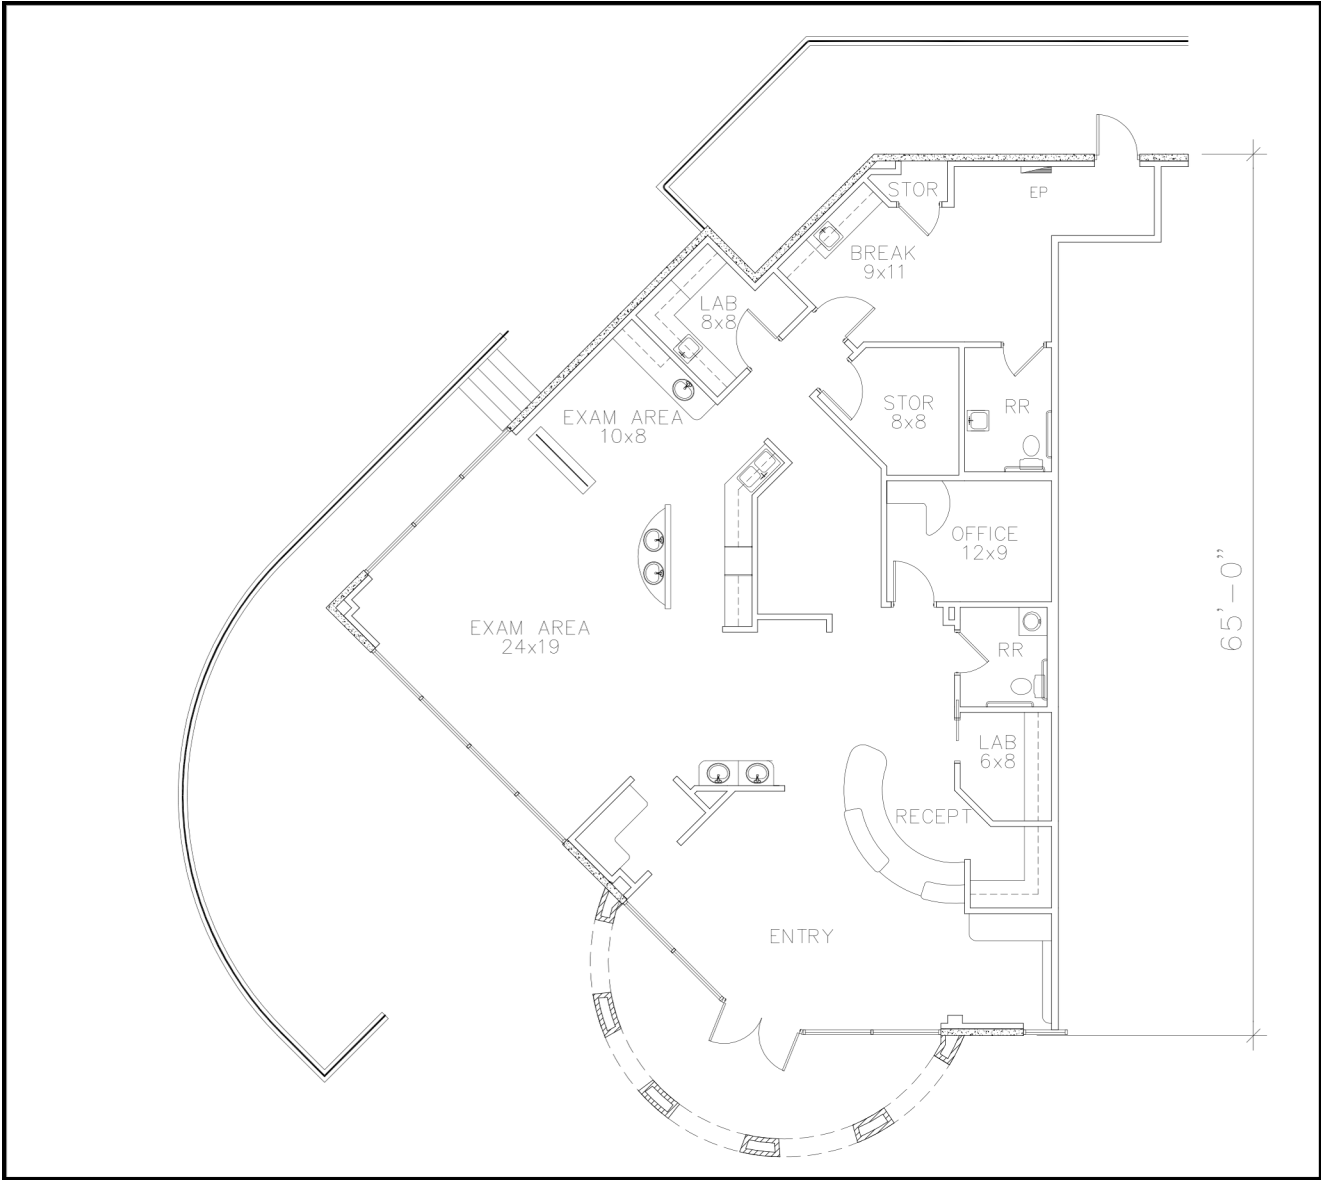 STOR
EP
BREAK
9x11
LAB
8x8
EXAM AREA
10x8
STOR
8x8
RR
OFFICE
12x9
65'-0"
EXAM AREA
24x19
RR
LAB
6x8
RECEPT
ENTRY